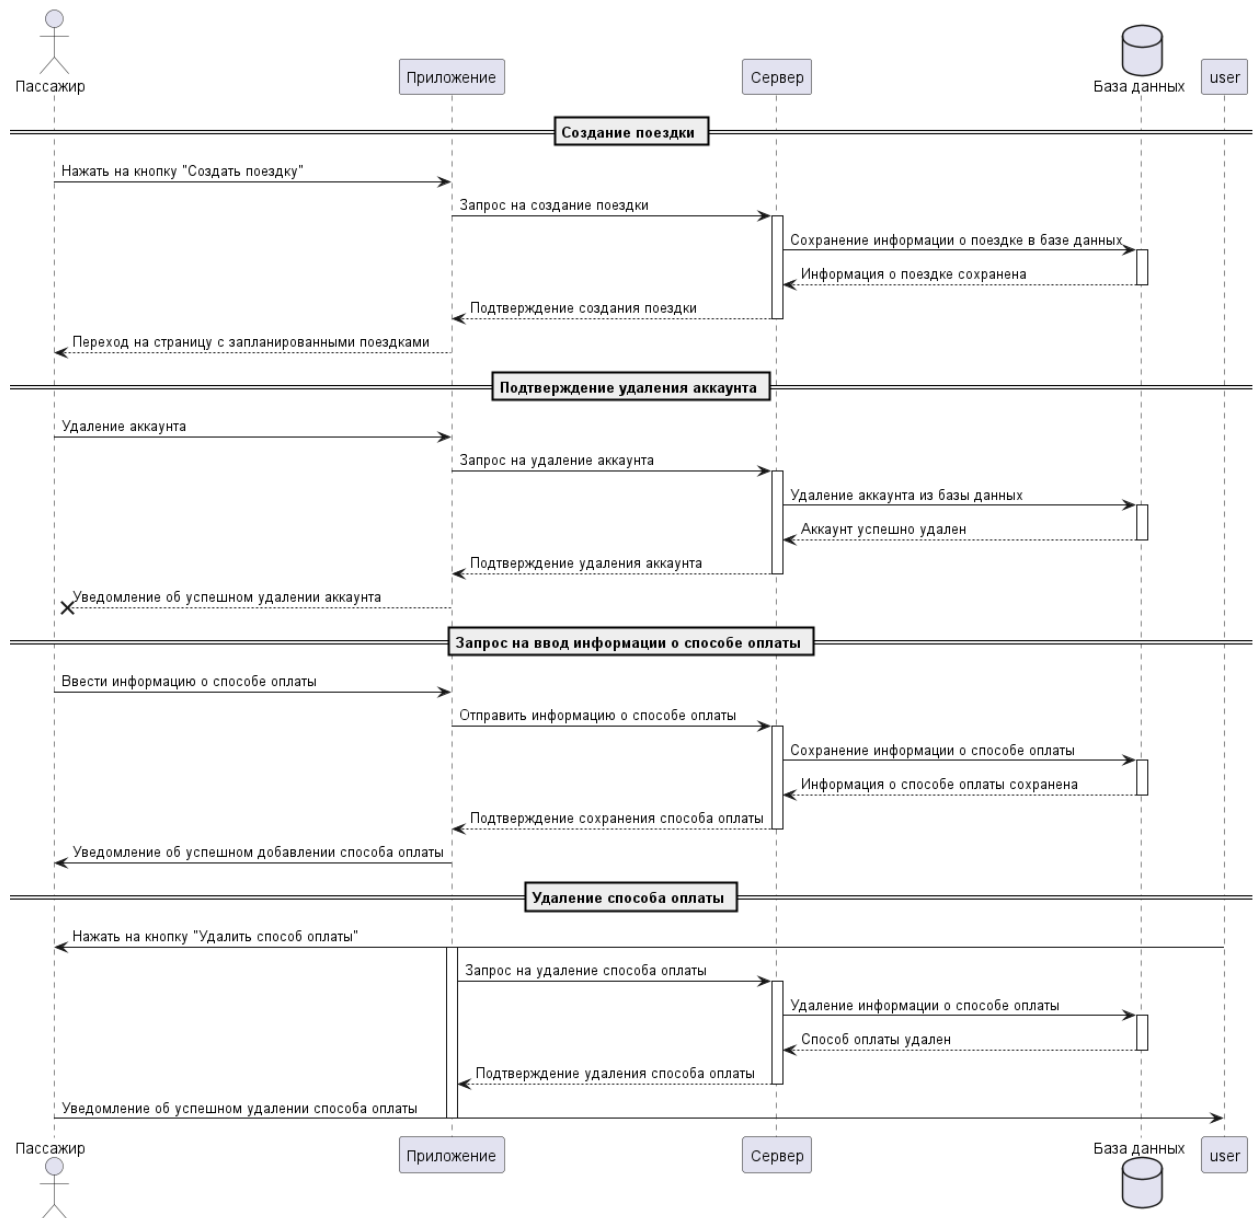 Пассажир
Приложение
Сервер
База данных
user
Создание поездки
Нажать на кнопку "Создать поездку"
Запрос на создание поездки
Сохранение информации о поездке в базе данных
Информация о поездке сохранена
Подтверждение создания поездки
Переход на страницу с запланированными поездками
Подтверждение удаления аккаунта
Удаление аккаунта
Запрос на удаление аккаунта
Удаление аккаунта из базы данных
Аккаунт успешно удален
Подтверждение удаления аккаунта
Уведомление об успешном удалении аккаунта
Запрос на ввод информации о способе оплаты
Ввести информацию о способе оплаты
Отправить информацию о способе оплаты
Сохранение информации о способе оплаты
Информация о способе оплаты сохранена
Подтверждение сохранения способа оплаты
Уведомление об успешном добавлении способа оплаты
Удаление способа оплаты
Нажать на кнопку "Удалить способ оплаты"
Запрос на удаление способа оплаты
Удаление информации о способе оплаты
Способ оплаты удален
Подтверждение удаления способа оплаты
Уведомление об успешном удалении способа оплаты
Пассажир
Приложение
Сервер
База данных
user